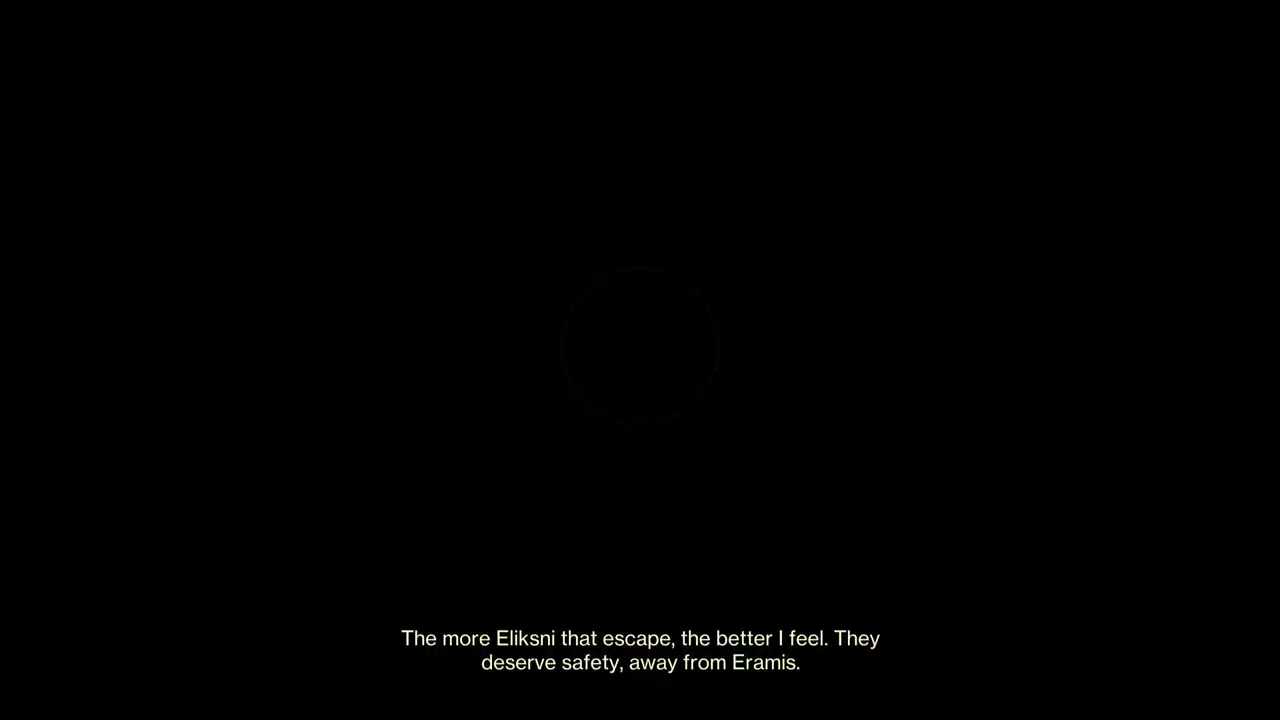 The more Eliksni that escape, the better I feel. They
deserve safety, away from Eramis.